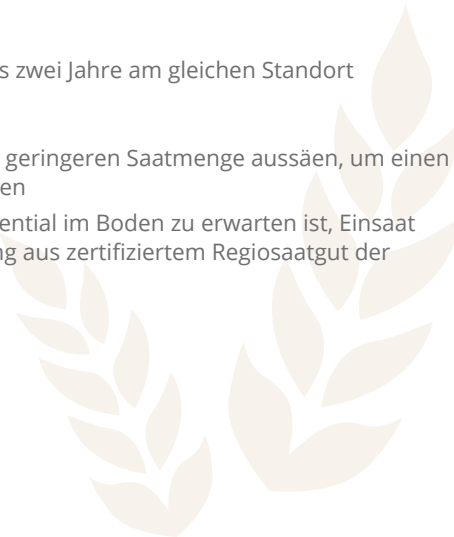 s zwei Jahre am gleichen Standort
geringeren Saatmenge aussäen, um einen
en
ential im Boden zu erwarten ist, Einsaat
ng aus zertifiziertem Regiosaatgut der